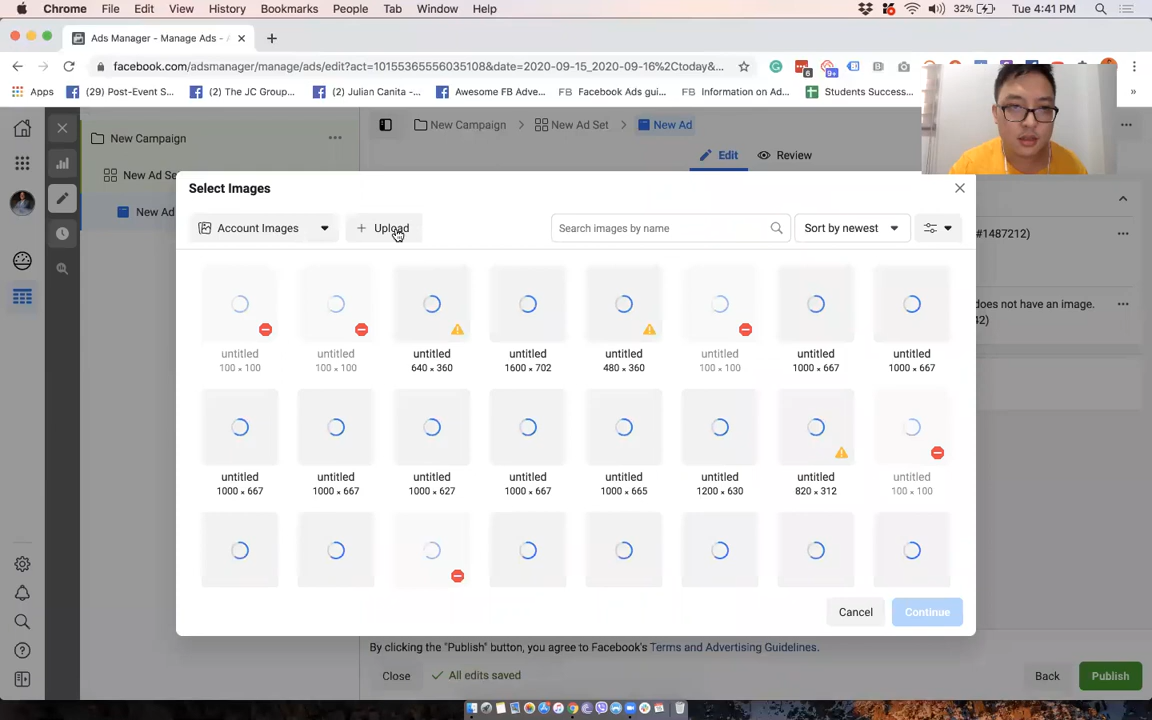 Chrome File Edit View History Bookmarks People Tab Window Help 32% Tue 4:41 PM
Ads Manager - Manage Ads -
facebook.com/adsmanager/manage/ads/edit?act=10155365556035108&date=2020-09-15_2020-09-16%2Ctoday&... 6 9+
Apps (29) Post-Event S... (2) The JC Group... (2) Julian Canita -... Awesome FB Adve... FB Facebook Ads gui... FB Information on Ad... Students Success... »
New Campaign New Ad Set New Ad
New Campaign
Edit Review
New Ad Se
New Ad
Select Images
Account Images + Upload Search images by name Sort by newest
#1487212)
does not have an image.
42)
untitled untitled untitled untitled untitled untitled untitled untitled
100 × 100 100 × 100 640 × 360 1600 × 702 480 × 360 100 × 100 1000 × 667 1000 × 667
untitled untitled untitled untitled untitled untitled untitled untitled
1000 × 667 1000 × 667 1000 × 627 1000 × 667 1000 × 665 1200 × 630 820 × 312 100 × 100
Cancel Continue
By clicking the "Publish" button, you agree to Facebook's Terms and Advertising Guidelines.
Close All edits saved Back Publish